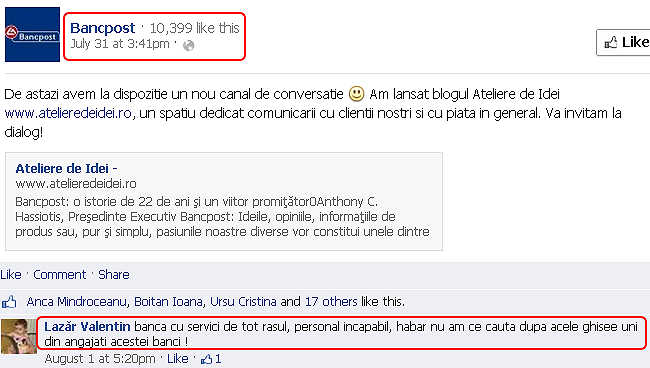 Bancpost
Bancpost · 10,399 like this
July 31 at 3:41pm ·
Like
De astazi avem la dispozitie un nou canal de conversatie Am lansat blogul Ateliere de Idei
www.atelieredeidei.ro, un spatiu dedicat comunicarii cu clientii nostri si cu piata in general. Va invitam la
dialog!
Ateliere de Idei -
www.atelieredeidei.ro
Bancpost: o istorie de 22 de ani şi un viitor promiţător0Anthony C.
Hassiotis, Preşedinte Executiv Bancpost: Ideile, opiniile, informaţiile de
produs sau, pur şi simplu, pasiunile noastre diverse vor constitui unele dintre
Like · Comment · Share
Anca Mindroceanu, Boitan Ioana, Ursu Cristina and 17 others like this.
Lazăr Valentin banca cu servici de tot rasul, personal incapabil, habar nu am ce cauta dupa acele ghisee uni
din angajati acestei banci !
August 1 at 5:20pm · Like · 1